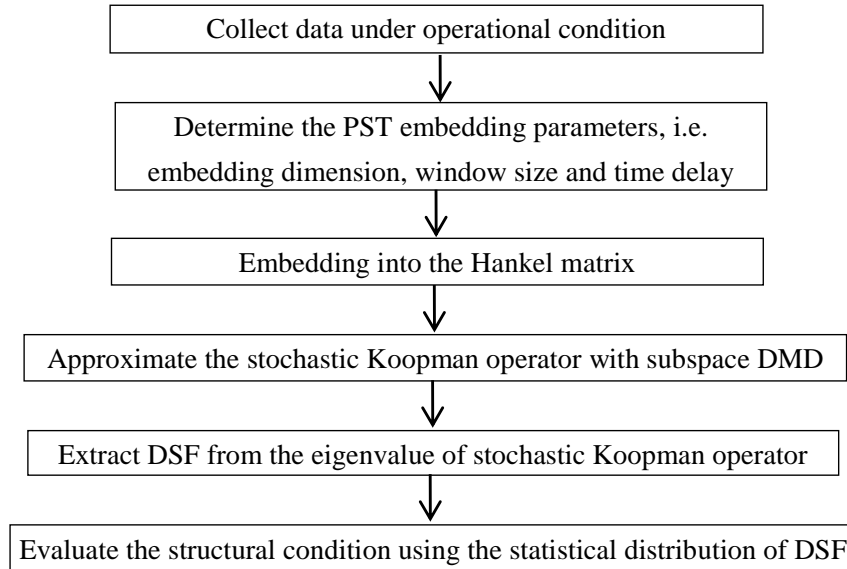 Collect data under operational condition
Determine the PST embedding parameters, i.e.
embedding dimension, window size and time delay
Embedding into the Hankel matrix
Approximate the stochastic Koopman operator with subspace DMD
Extract DSF from the eigenvalue of stochastic Koopman operator
Evaluate the structural condition using the statistical distribution of DSF